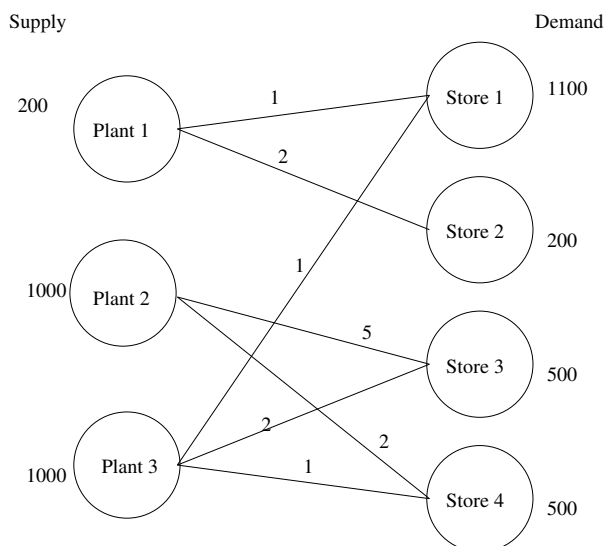 Supply
Demand
200
Plant 1
1
2
Store 1
1100
Store 2
200
1000
Plant 2
1
5
2
Store 3
500
1000
Plant 3
2
1
Store 4
500